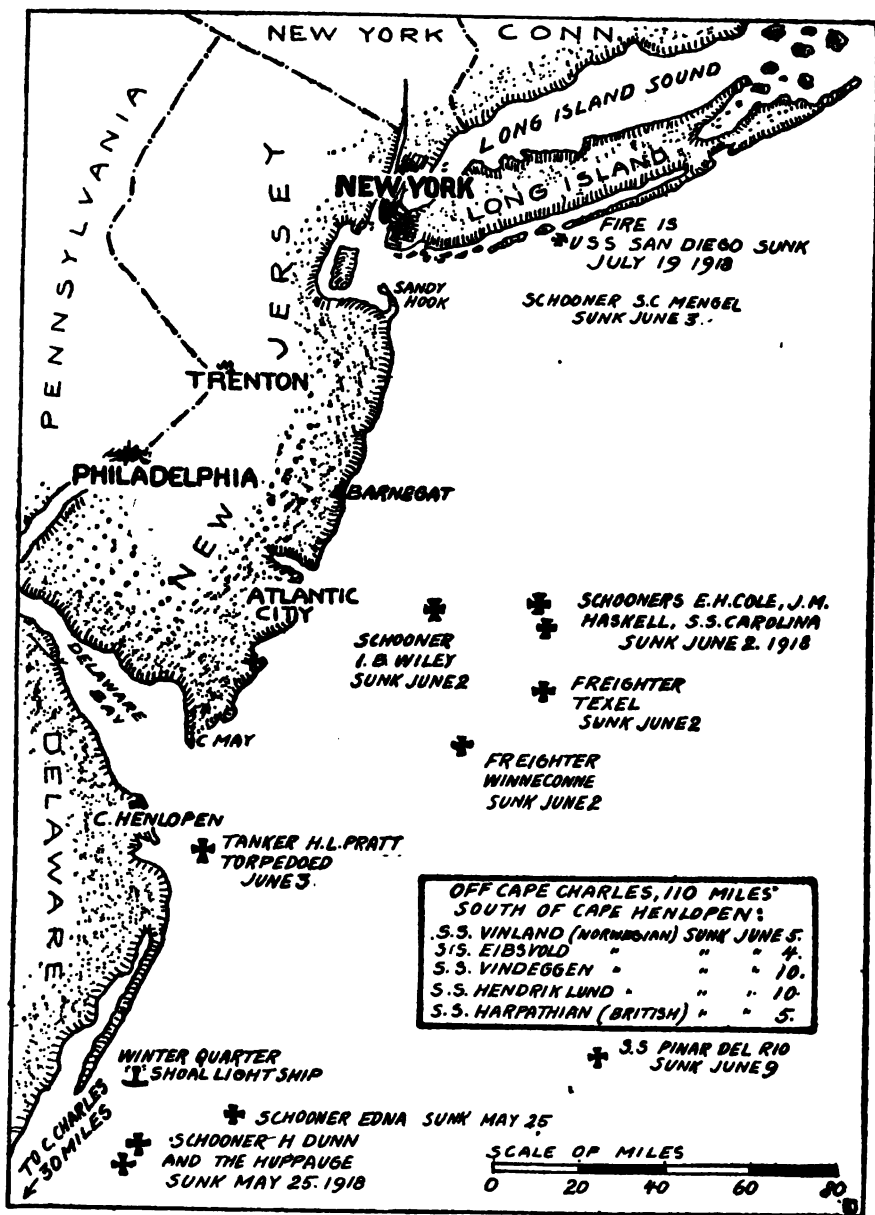 NEW YORK
CONN
PENNSYLVANIA
LONG ISLAND SOUND
NEW YORK
LONG ISLAND
NEW JERSEY
FIRE IS
USS SAN DIEGO SUNK
JULY 19 1918
SANDY
HOOK
SCHOONER S.C MENGEL
SUNK JUNE 3.
TRENTON
PHILADELPHIA
BARNEGAT
ATLANTIC
CITY
SCHOONERS E.H.COLE, J.M.
HASKELL, S.S.CAROLINA
SUNK JUNE 2. 1918
SCHOONER
I.B WILEY
SUNK JUNE 2
DELAWARE
BAY
FREIGHTER
TEXEL
SUNK JUNE 2
C MAY
FREIGHTER
WINNECONNE
SUNK JUNE 2
DELAWARE
C. HENLOPEN
TANKER H.L.PRATT
TORPEDOED
JUNE 3.
OFF CAPE CHARLES, 110 MILES
SOUTH OF CAPE HENLOPEN:
S.S. VINLAND (NORWEGIAN) SUNK JUNE 5.
S.S. EIBSVOLD " " " 4.
S.S. VINDEGGEN " " " 10.
S.S. HENDRIK LUND " " " 10.
S.S. HARPATHIAN (BRITISH) " " 5.
S.S PINAR DEL RIO
SUNK JUNE 9
WINTER QUARTER
SHOAL LIGHT SHIP
SCHOONER EDNA SUNK MAY 25
SCHOONER H DUNN
AND THE HUPPAUGE
SUNK MAY 25. 1918
TO C. CHARLES
30 MILES
SCALE OF MILES
0 20 40 60 80